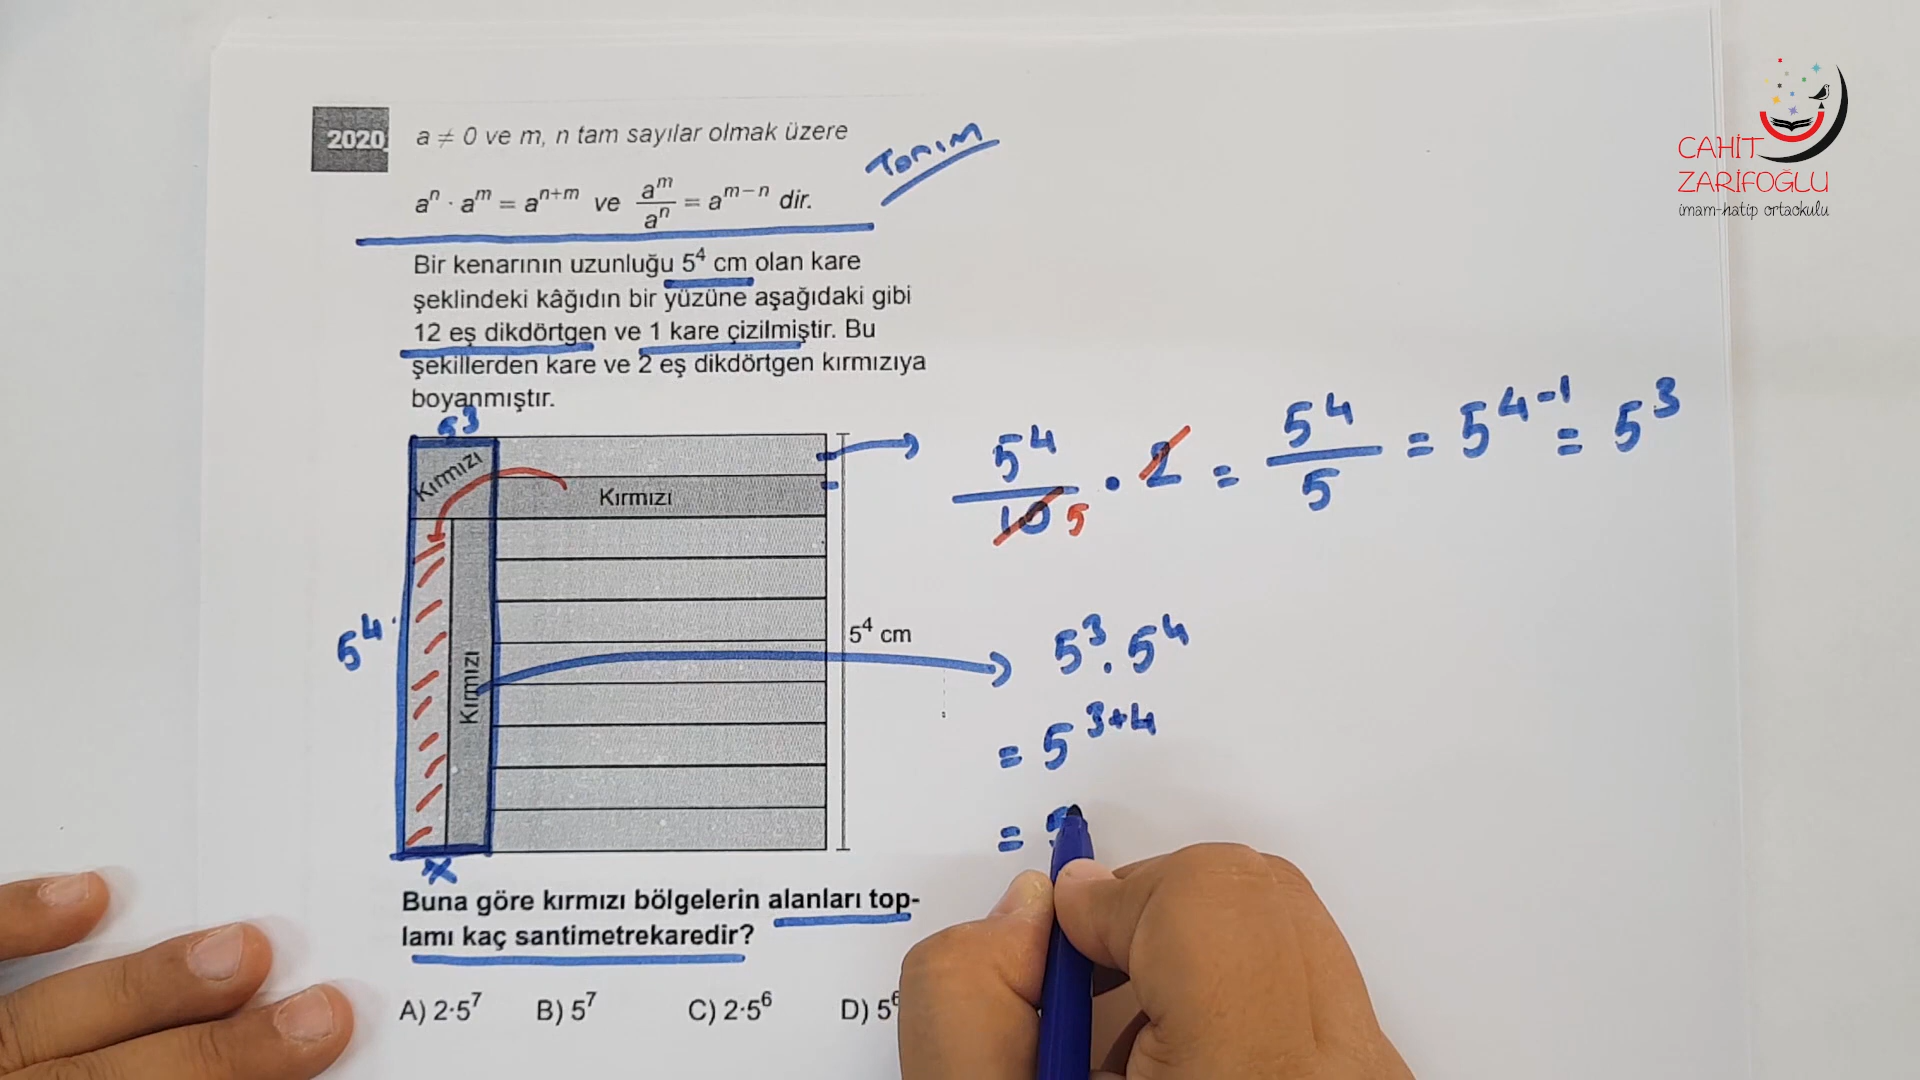 CAHİT
ZARİFOĞLU
imam-hatip ortaokulu
2020
a ≠ 0 ve m, n tam sayılar olmak üzere
Tanım
aⁿ · aᵐ = aⁿ⁺ᵐ ve aᵐ/aⁿ = aᵐ⁻ⁿ dir.
Bir kenarının uzunluğu 5⁴ cm olan kare
şeklindeki kâğıdın bir yüzüne aşağıdaki gibi
12 eş dikdörtgen ve 1 kare çizilmiştir. Bu
şekillerden kare ve 2 eş dikdörtgen kırmızıya
boyanmıştır.
5³
Kırmızı
Kırmızı
Kırmızı
5⁴
5⁴ cm
x
5⁴/10 5 · 2 = 5⁴/5 = 5⁴⁻¹ = 5³
5³ · 5⁴
= 5³⁺⁴
= 5
Buna göre kırmızı bölgelerin alanları top-
lamı kaç santimetrekaredir?
A) 2·5⁷ B) 5⁷ C) 2·5⁶ D) 5⁶